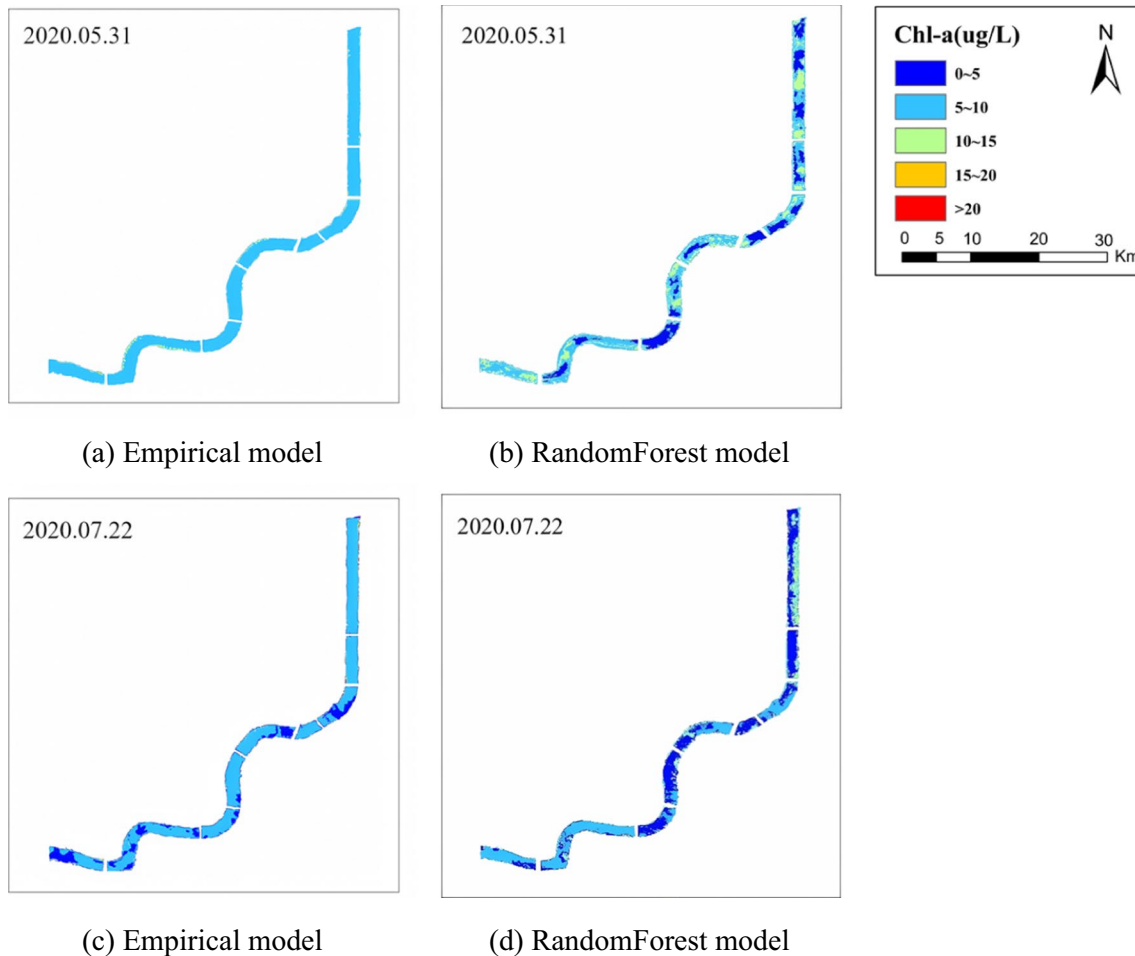 2020.05.31
2020.05.31
Chl-a(ug/L)
N
0~5
5~10
10~15
15~20
>20
0 5 10 20 30
Km
(a) Empirical model
(b) RandomForest model
2020.07.22
2020.07.22
(c) Empirical model
(d) RandomForest model